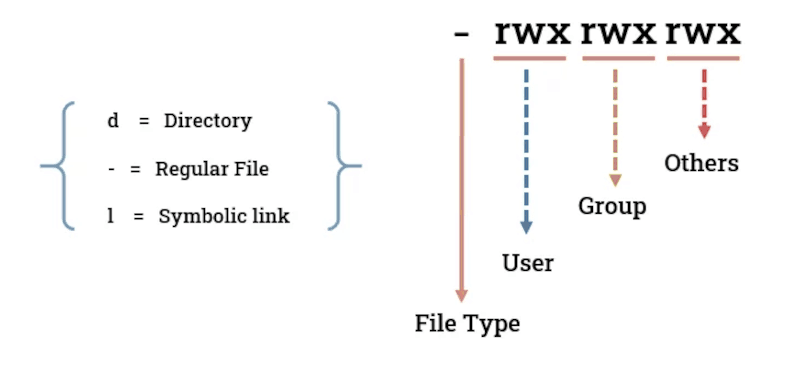 - rwx rwx rwx
d = Directory
- = Regular File
l = Symbolic link
Others
Group
User
File Type